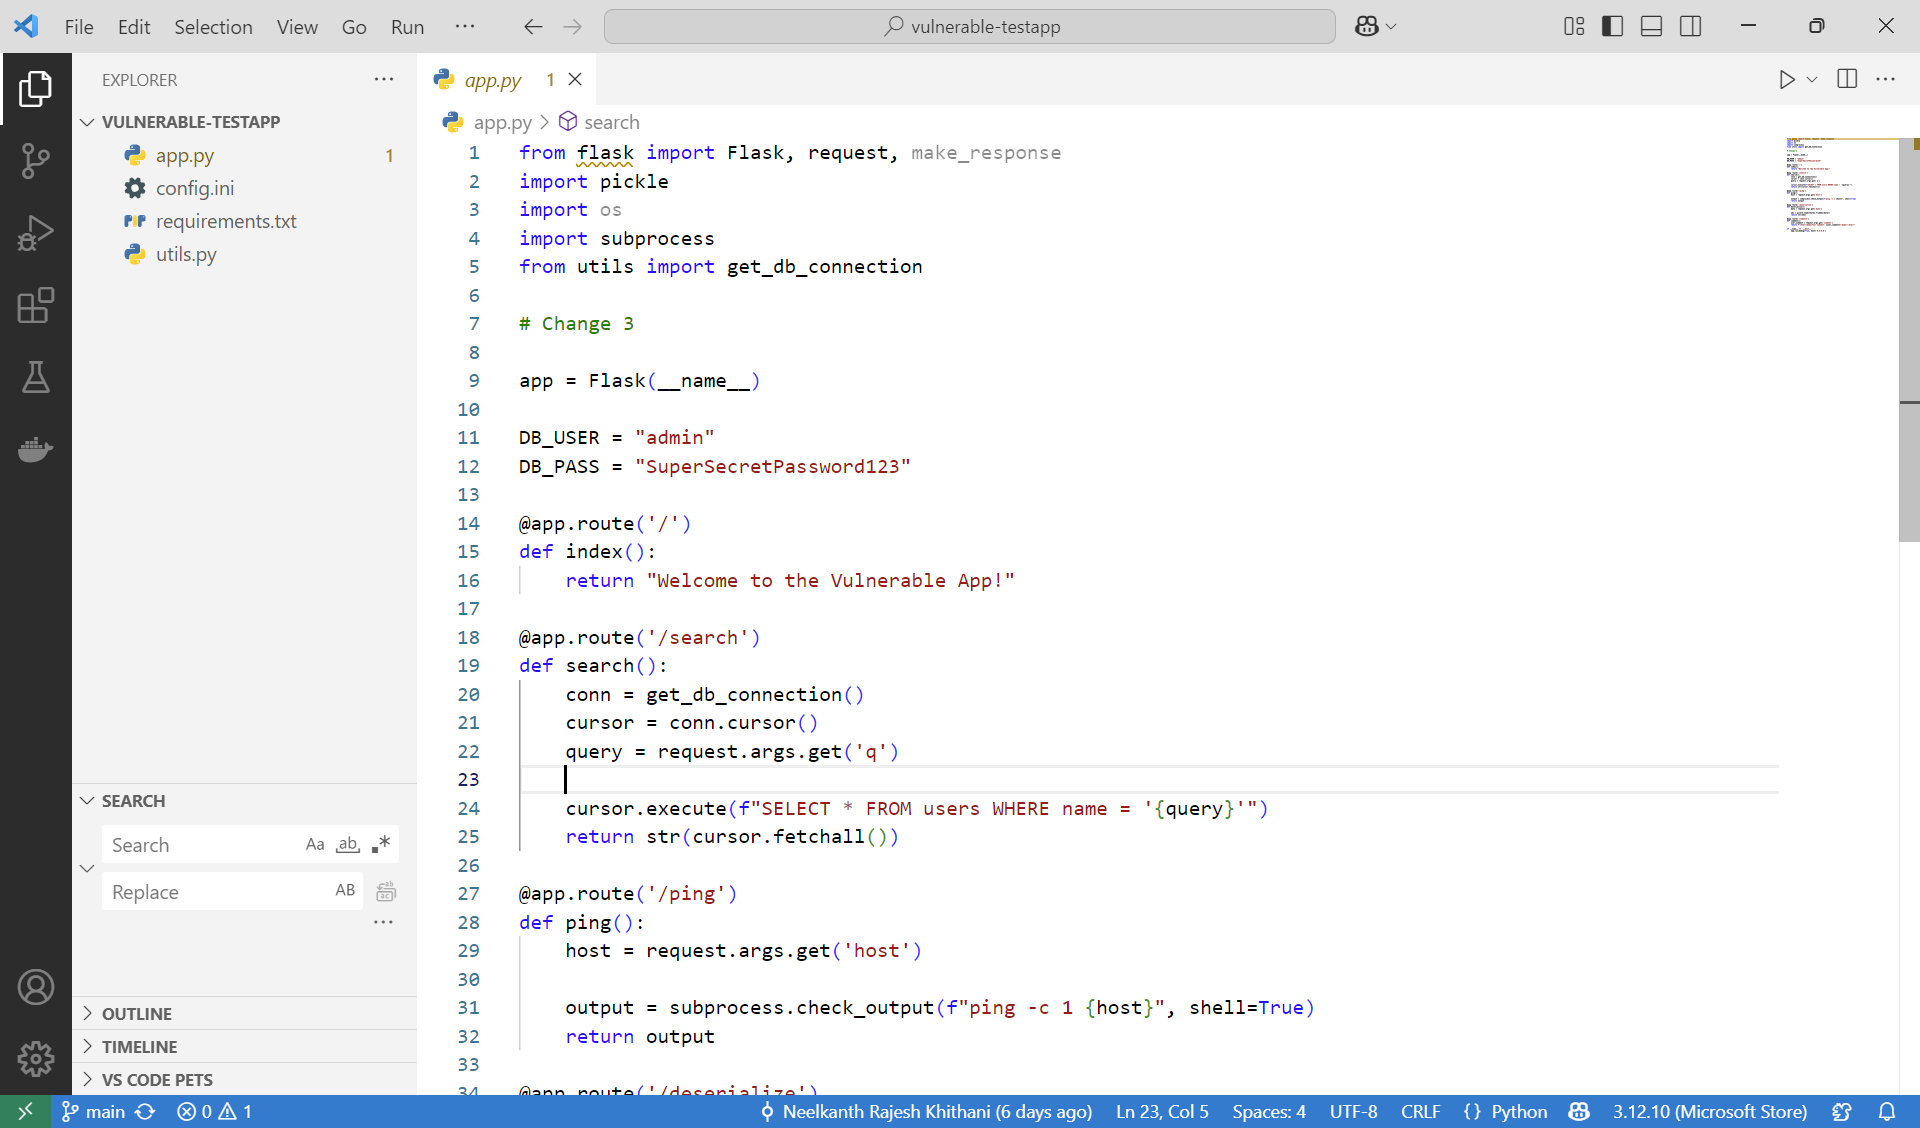 File Edit Selection View Go Run ··· vulnerable-testapp
EXPLORER ···
VULNERABLE-TESTAPP
app.py 1
config.ini
requirements.txt
utils.py
SEARCH
Search Aa ab .*
Replace AB
···
OUTLINE
TIMELINE
VS CODE PETS
app.py 1
app.py > search
1 from flask import Flask, request, make_response
2 import pickle
3 import os
4 import subprocess
5 from utils import get_db_connection
6
7 # Change 3
8
9 app = Flask(__name__)
10
11 DB_USER = "admin"
12 DB_PASS = "SuperSecretPassword123"
13
14 @app.route('/')
15 def index():
16     return "Welcome to the Vulnerable App!"
17
18 @app.route('/search')
19 def search():
20     conn = get_db_connection()
21     cursor = conn.cursor()
22     query = request.args.get('q')
23
24     cursor.execute(f"SELECT * FROM users WHERE name = '{query}'")
25     return str(cursor.fetchall())
26
27 @app.route('/ping')
28 def ping():
29     host = request.args.get('host')
30
31     output = subprocess.check_output(f"ping -c 1 {host}", shell=True)
32     return output
33
34 @app.route('/deserialize')
main 0 1 Neelkanth Rajesh Khithani (6 days ago) Ln 23, Col 5 Spaces: 4 UTF-8 CRLF {} Python 3.12.10 (Microsoft Store)